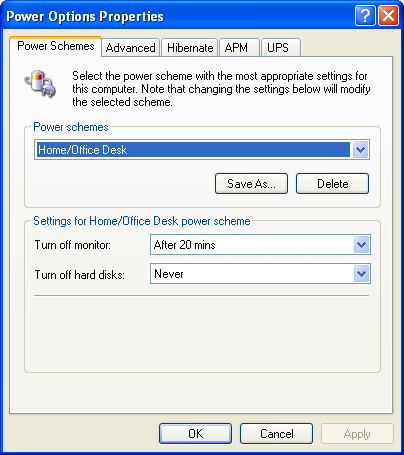 Power Options Properties
Power Schemes Advanced Hibernate APM UPS
Select the power scheme with the most appropriate settings for
this computer. Note that changing the settings below will modify
the selected scheme.
Power schemes
Home/Office Desk
Save As... Delete
Settings for Home/Office Desk power scheme
Turn off monitor: After 20 mins
Turn off hard disks: Never
OK Cancel Apply